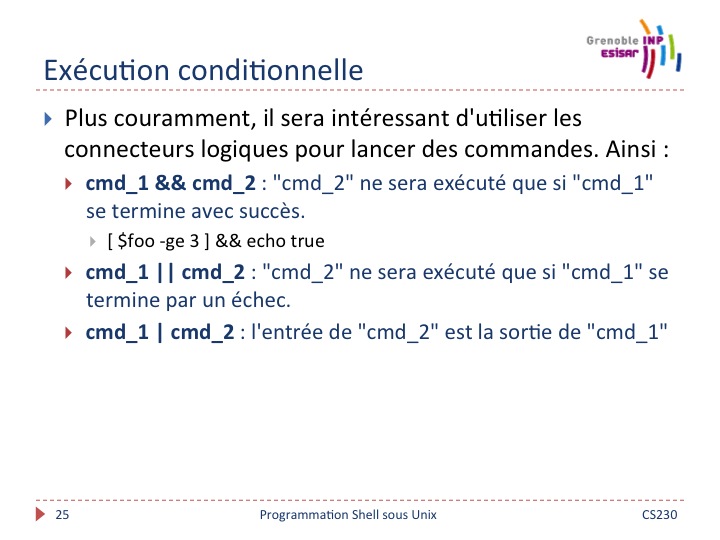 Grenoble INP
esisar
Exécution conditionnelle
Plus couramment, il sera intéressant d'utiliser les
connecteurs logiques pour lancer des commandes. Ainsi :
cmd_1 && cmd_2 : "cmd_2" ne sera exécuté que si "cmd_1"
se termine avec succès.
[ $foo -ge 3 ] && echo true
cmd_1 || cmd_2 : "cmd_2" ne sera exécuté que si "cmd_1" se
termine par un échec.
cmd_1 | cmd_2 : l'entrée de "cmd_2" est la sortie de "cmd_1"
25
Programmation Shell sous Unix
CS230